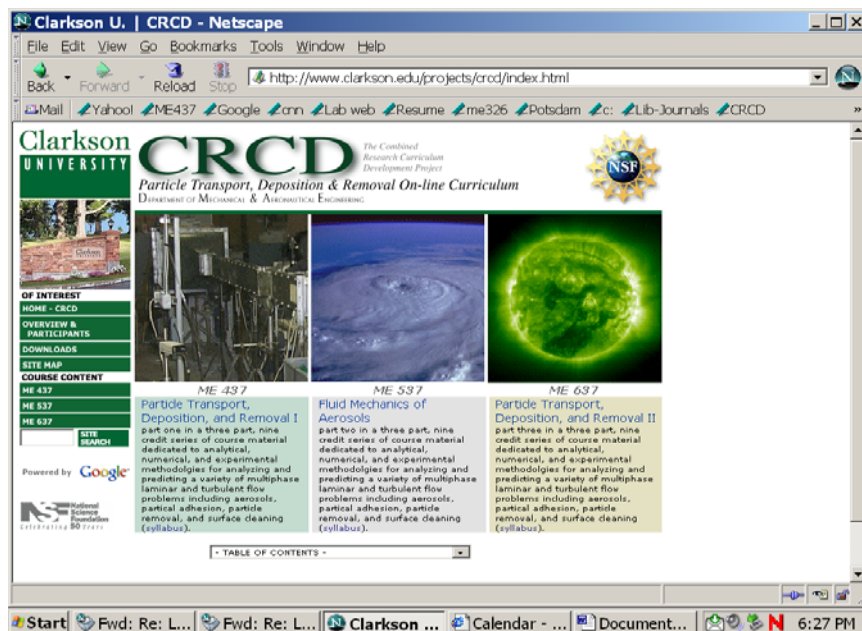 Clarkson U. | CRCD - Netscape
File Edit View Go Bookmarks Tools Window Help
Back Forward Reload Stop http://www.clarkson.edu/projects/crcd/index.html
Mail Yahoo! ME437 Google cnn Lab web Resume me326 Potsdam c: Lib-Journals CRCD »
Clarkson
UNIVERSITY
CRCD
The Combined
Research Curriculum
Development Project
NSF
Particle Transport, Deposition & Removal On-line Curriculum
DEPARTMENT OF MECHANICAL & AERONAUTICAL ENGINEERING
Clarkson
OF INTEREST
HOME - CRCD
OVERVIEW &
PARTICIPANTS
DOWNLOADS
SITE MAP
COURSE CONTENT
ME 437
ME 537
ME 637
SITE
SEARCH
Powered by Google
NSF National
Science
Foundation
Celebrating 50 Years
ME 437
Particle Transport,
Deposition, and Removal I
part one in a three part, nine
credit series of course material
dedicated to analytical,
numerical, and experimental
methodolgies for analyzing and
predicting a variety of multiphase
laminar and turbulent flow
problems including aerosols,
partical adhesion, particle
removal, and surface cleaning
(syllabus).
ME 537
Fluid Mechanics of
Aerosols
part two in a three part, nine
credit series of course material
dedicated to analytical,
numerical, and experimental
methodolgies for analyzing and
predicting a variety of multiphase
laminar and turbulent flow
problems including aerosols,
partical adhesion, particle
removal, and surface cleaning
(syllabus).
ME 637
Particle Transport,
Deposition, and Removal II
part three in a three part, nine
credit series of course material
dedicated to analytical,
numerical, and experimental
methodolgies for analyzing and
predicting a variety of multiphase
laminar and turbulent flow
problems including aerosols,
partical adhesion, particle
removal, and surface cleaning
(syllabus).
- TABLE OF CONTENTS -
Start Fwd: Re: L... Fwd: Re: L... Clarkson ... Calendar - ... Document... N 6:27 PM